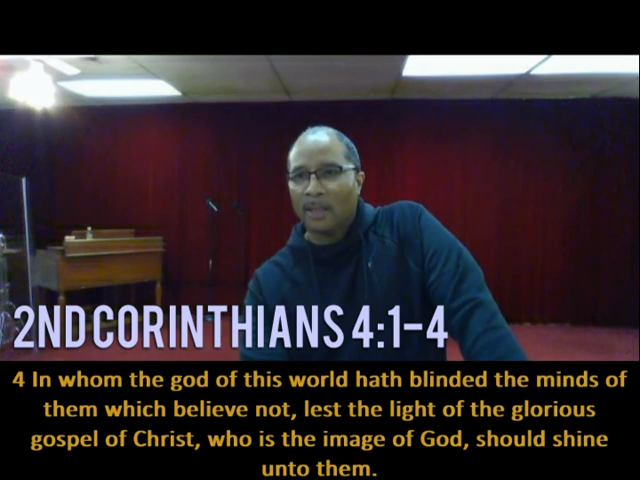 2ND CORINTHIANS 4:1-4
4 In whom the god of this world hath blinded the minds of
them which believe not, lest the light of the glorious
gospel of Christ, who is the image of God, should shine
unto them.